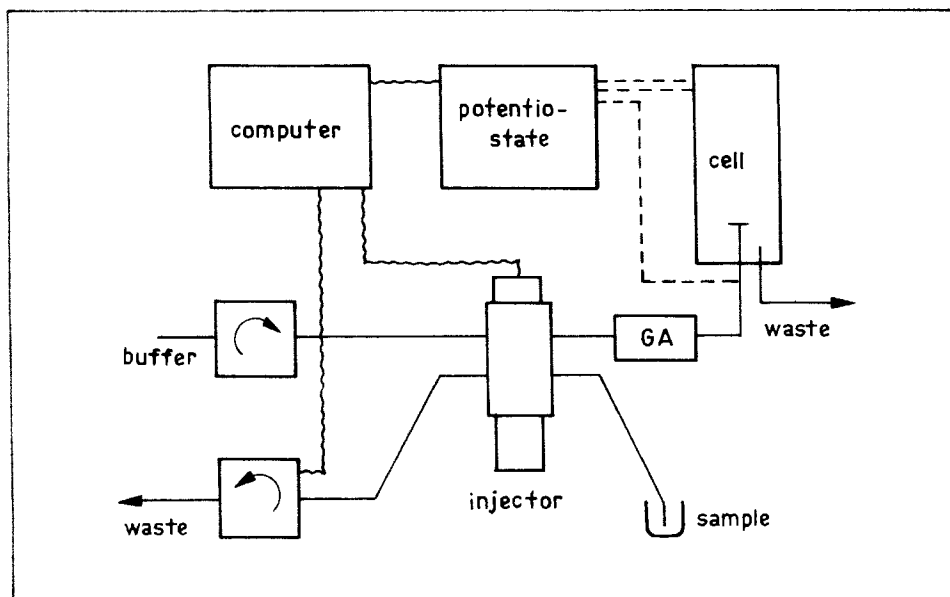 computer
potentio-
state
cell
buffer
GA
waste
waste
injector
sample